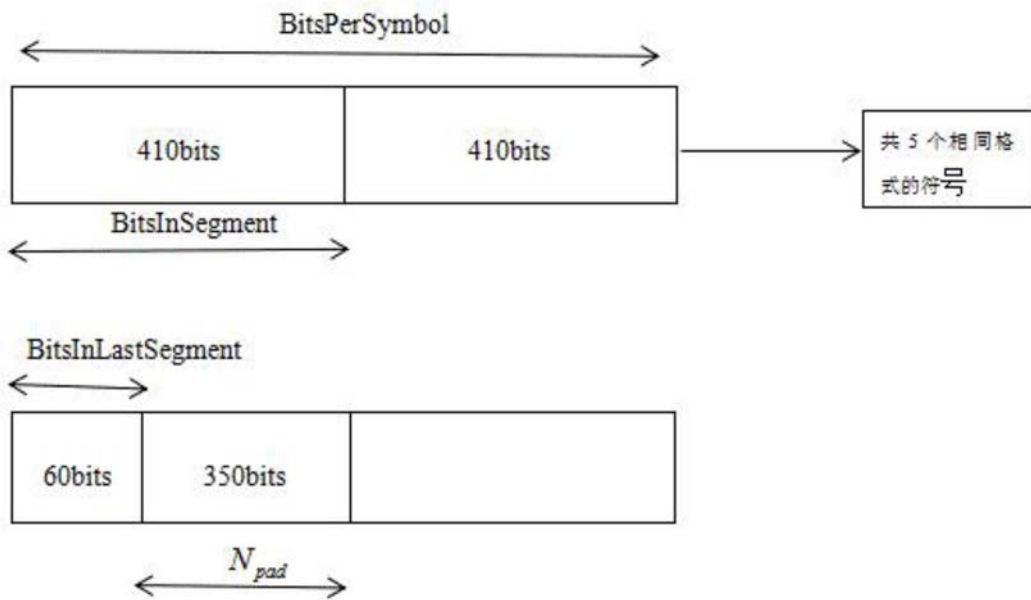 BitsPerSymbol
410bits
410bits
共 5 个相同格
式的符号
BitsInSegment
BitsInLastSegment
60bits
350bits
N_pad